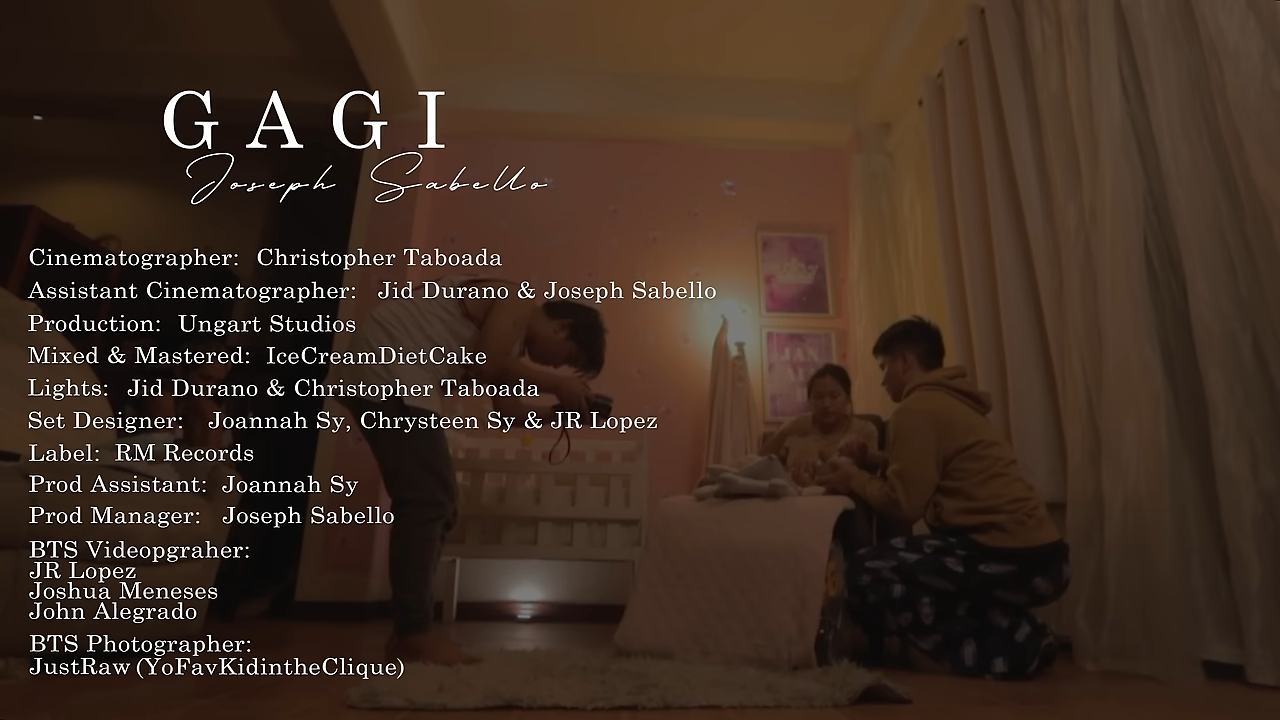 GAGI
Joseph Sabello
Cinematographer: Christopher Taboada
Assistant Cinematographer: Jid Durano & Joseph Sabello
Production: Ungart Studios
Mixed & Mastered: IceCreamDietCake
Lights: Jid Durano & Christopher Taboada
Set Designer: Joannah Sy, Chrysteen Sy & JR Lopez
Label: RM Records
Prod Assistant: Joannah Sy
Prod Manager: Joseph Sabello
BTS Videopgraher:
JR Lopez
Joshua Meneses
John Alegrado
BTS Photographer:
JustRaw (YoFavKidintheClique)
JAN